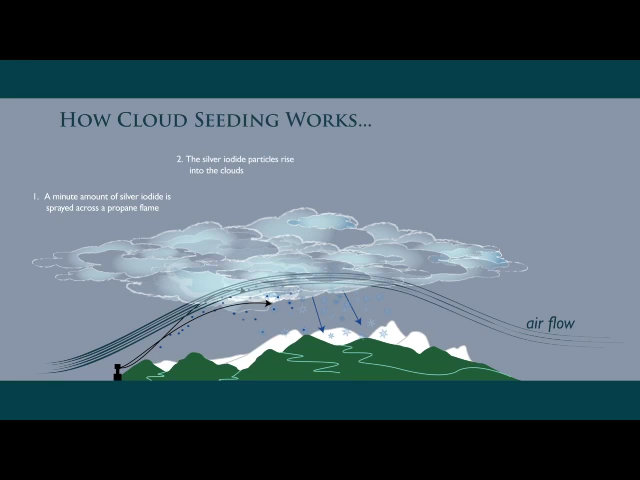 How Cloud Seeding Works...
2. The silver iodide particles rise
into the clouds
1. A minute amount of silver iodide is
sprayed across a propane flame
air flow